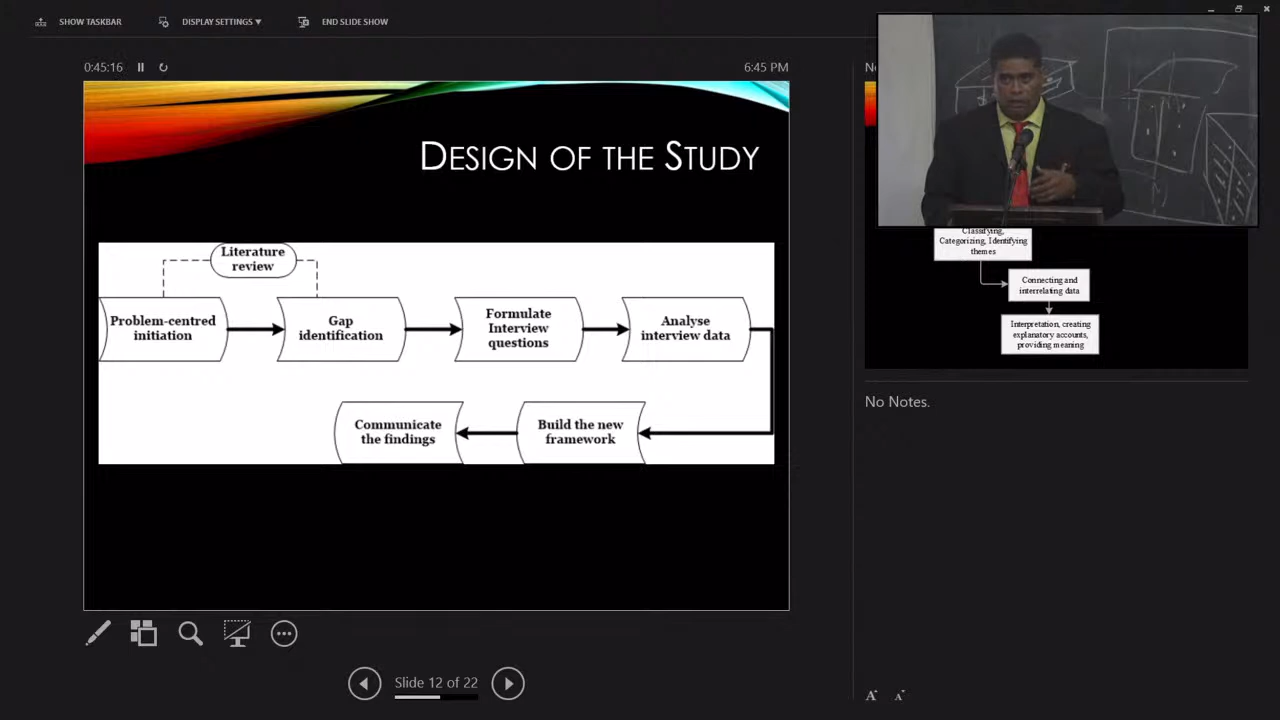 SHOW TASKBAR
DISPLAY SETTINGS ▼
END SLIDE SHOW
0:45:16
6:45 PM
DESIGN OF THE STUDY
Literature
review
Problem-centred
initiation
Gap
identification
Formulate
Interview
questions
Analyse
interview data
Communicate
the findings
Build the new
framework
Slide 12 of 22
Classifying,
Categorizing, Identifying
themes
Connecting and
interrelating data
Interpretation, creating
explanatory accounts,
providing meaning
No Notes.
A
A